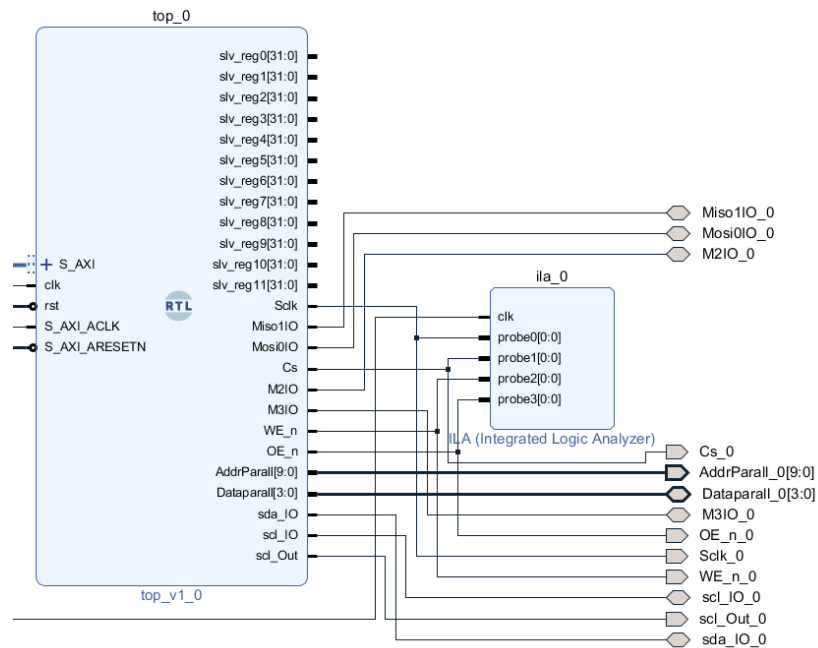 top_0
slv_reg0[31:0]
slv_reg1[31:0]
slv_reg2[31:0]
slv_reg3[31:0]
slv_reg4[31:0]
slv_reg5[31:0]
slv_reg6[31:0]
slv_reg7[31:0]
slv_reg8[31:0]
slv_reg9[31:0]
S_AXI
slv_reg10[31:0]
clk
slv_reg11[31:0]
rst
RTL
Sclk
S_AXI_ACLK
Miso1IO
S_AXI_ARESETN
Mosi0IO
Cs
M2IO
M3IO
WE_n
OE_n
AddrParall[9:0]
Dataparall[3:0]
sda_IO
scl_IO
scl_Out
top_v1_0
ila_0
clk
probe0[0:0]
probe1[0:0]
probe2[0:0]
probe3[0:0]
ILA (Integrated Logic Analyzer)
Miso1IO_0
Mosi0IO_0
M2IO_0
Cs_0
AddrParall_0[9:0]
Dataparall_0[3:0]
M3IO_0
OE_n_0
Sclk_0
WE_n_0
scl_IO_0
scl_Out_0
sda_IO_0